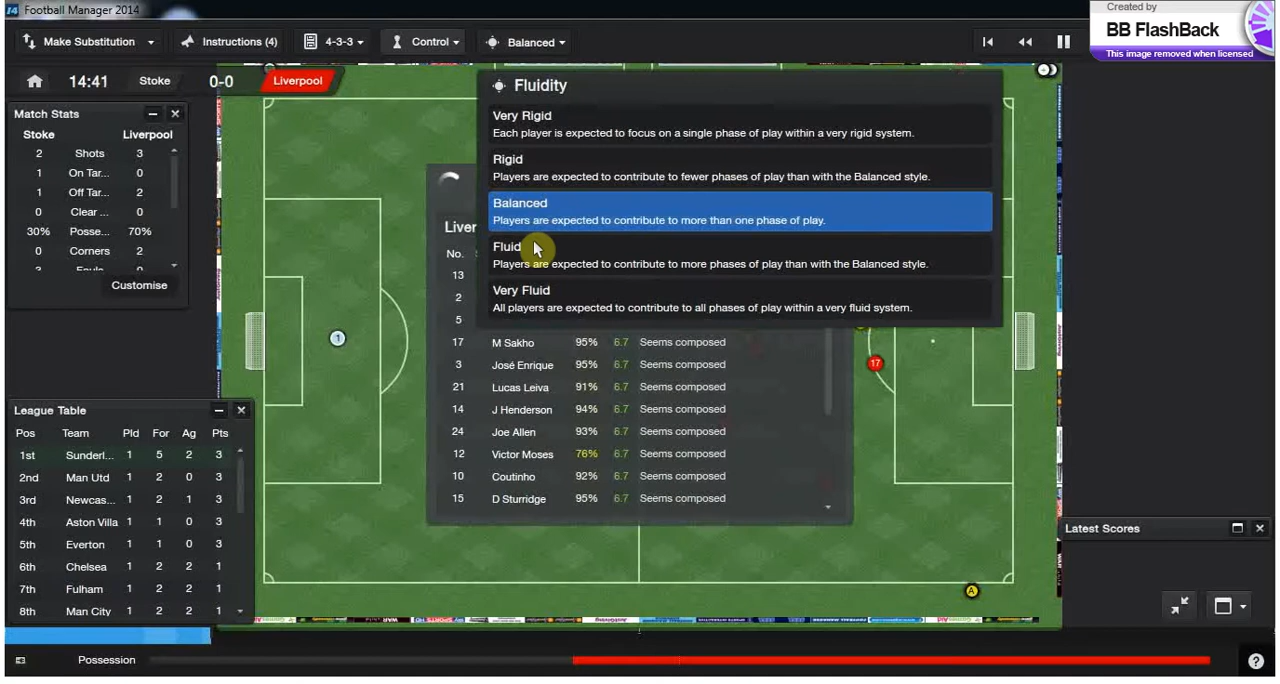 Football Manager 2014
Created by
BB FlashBack
This image removed when licensed
Make Substitution
Instructions (4)
4-3-3
Control
Balanced
14:41
Stoke
0-0
Liverpool
Match Stats
Stoke Liverpool
2 Shots 3
1 On Tar... 0
1 Off Tar... 2
0 Clear ... 0
30% Posse... 70%
0 Corners 2
Customise
Fluidity
Very Rigid
Each player is expected to focus on a single phase of play within a very rigid system.
Rigid
Players are expected to contribute to fewer phases of play than with the Balanced style.
Balanced
Players are expected to contribute to more than one phase of play.
Fluid
Players are expected to contribute to more phases of play than with the Balanced style.
Very Fluid
All players are expected to contribute to all phases of play within a very fluid system.
Liver
No.
13
2
5
17 M Sakho 95% 6.7 Seems composed
3 José Enrique 95% 6.7 Seems composed
21 Lucas Leiva 91% 6.7 Seems composed
14 J Henderson 94% 6.7 Seems composed
24 Joe Allen 93% 6.7 Seems composed
12 Victor Moses 76% 6.7 Seems composed
10 Coutinho 92% 6.7 Seems composed
15 D Sturridge 95% 6.7 Seems composed
1
17
A
League Table
Pos Team Pld For Ag Pts
1st Sunderl... 1 5 2 3
2nd Man Utd 1 2 0 3
3rd Newcas... 1 2 1 3
4th Aston Villa 1 1 0 3
5th Everton 1 1 0 3
6th Chelsea 1 2 2 1
7th Fulham 1 2 2 1
8th Man City 1 2 2 1
Latest Scores
Possession